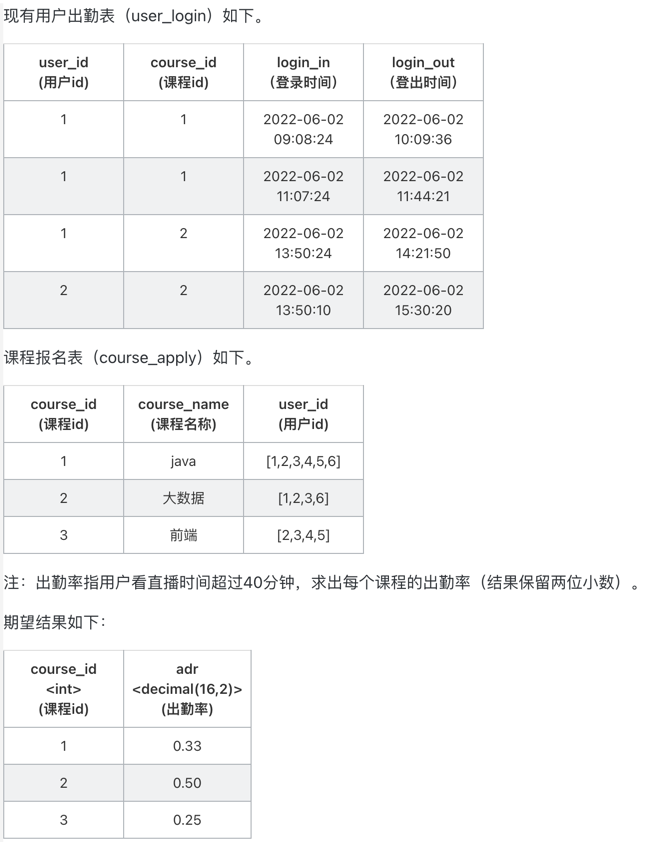 现有用户出勤表（user_login）如下。
user_id course_id login_in login_out
(用户id) (课程id) （登录时间） （登出时间）
1 1 2022-06-02 2022-06-02
09:08:24 10:09:36
1 1 2022-06-02 2022-06-02
11:07:24 11:44:21
1 2 2022-06-02 2022-06-02
13:50:24 14:21:50
2 2 2022-06-02 2022-06-02
13:50:10 15:30:20
课程报名表（course_apply）如下。
course_id course_name user_id
(课程id) (课程名称) (用户id)
1 java [1,2,3,4,5,6]
2 大数据 [1,2,3,6]
3 前端 [2,3,4,5]
注：出勤率指用户看直播时间超过40分钟，求出每个课程的出勤率（结果保留两位小数）。
期望结果如下：
course_id adr
<int> <decimal(16,2)>
(课程id) (出勤率)
1 0.33
2 0.50
3 0.25